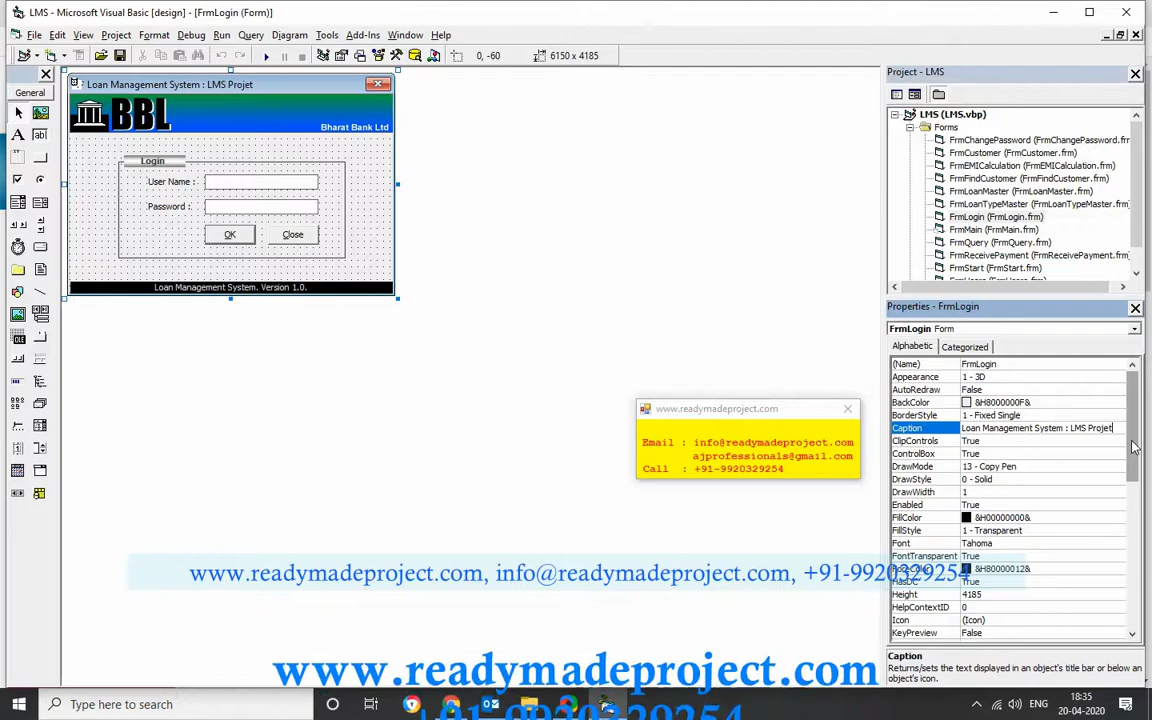 LMS - Microsoft Visual Basic [design] - [FrmLogin (Form)]
File Edit View Project Format Debug Run Query Diagram Tools Add-Ins Window Help
0, -60
6150 x 4185
General
Loan Management System : LMS Projet
BBL
Bharat Bank Ltd
Login
User Name :
Password :
OK
Close
Loan Management System. Version 1.0.
Project - LMS
LMS (LMS.vbp)
Forms
FrmChangePassword (FrmChangePassword.frr
FrmCustomer (FrmCustomer.frm)
FrmEMICalculation (FrmEMICalculation.frm)
FrmFindCustomer (FrmFindCustomer.frm)
FrmLoanMaster (FrmLoanMaster.frm)
FrmLoanTypeMaster (FrmLoanTypeMaster.frm)
FrmLogin (FrmLogin.frm)
FrmMain (FrmMain.frm)
FrmQuery (FrmQuery.frm)
FrmReceivePayment (FrmReceivePayment.frm)
FrmStart (FrmStart.frm)
Properties - FrmLogin
FrmLogin Form
Alphabetic Categorized
(Name) FrmLogin
Appearance 1 - 3D
AutoRedraw False
BackColor &H8000000F&
BorderStyle 1 - Fixed Single
Caption Loan Management System : LMS Projet
ClipControls True
ControlBox True
DrawMode 13 - Copy Pen
DrawStyle 0 - Solid
DrawWidth 1
Enabled True
FillColor &H00000000&
FillStyle 1 - Transparent
Font Tahoma
FontTransparent True
ForeColor &H80000012&
HasDC True
Height 4185
HelpContextID 0
Icon (Icon)
KeyPreview False
Caption
Returns/sets the text displayed in an object's title bar or below an object's icon.
www.readymadeproject.com
Email : info@readymadeproject.com
ajprofessionals@gmail.com
Call : +91-9920329254
www.readymadeproject.com, info@readymadeproject.com, +91-9920329254
www.readymadeproject.com
+91-9920329254
Type here to search
ENG
18:35
20-04-2020